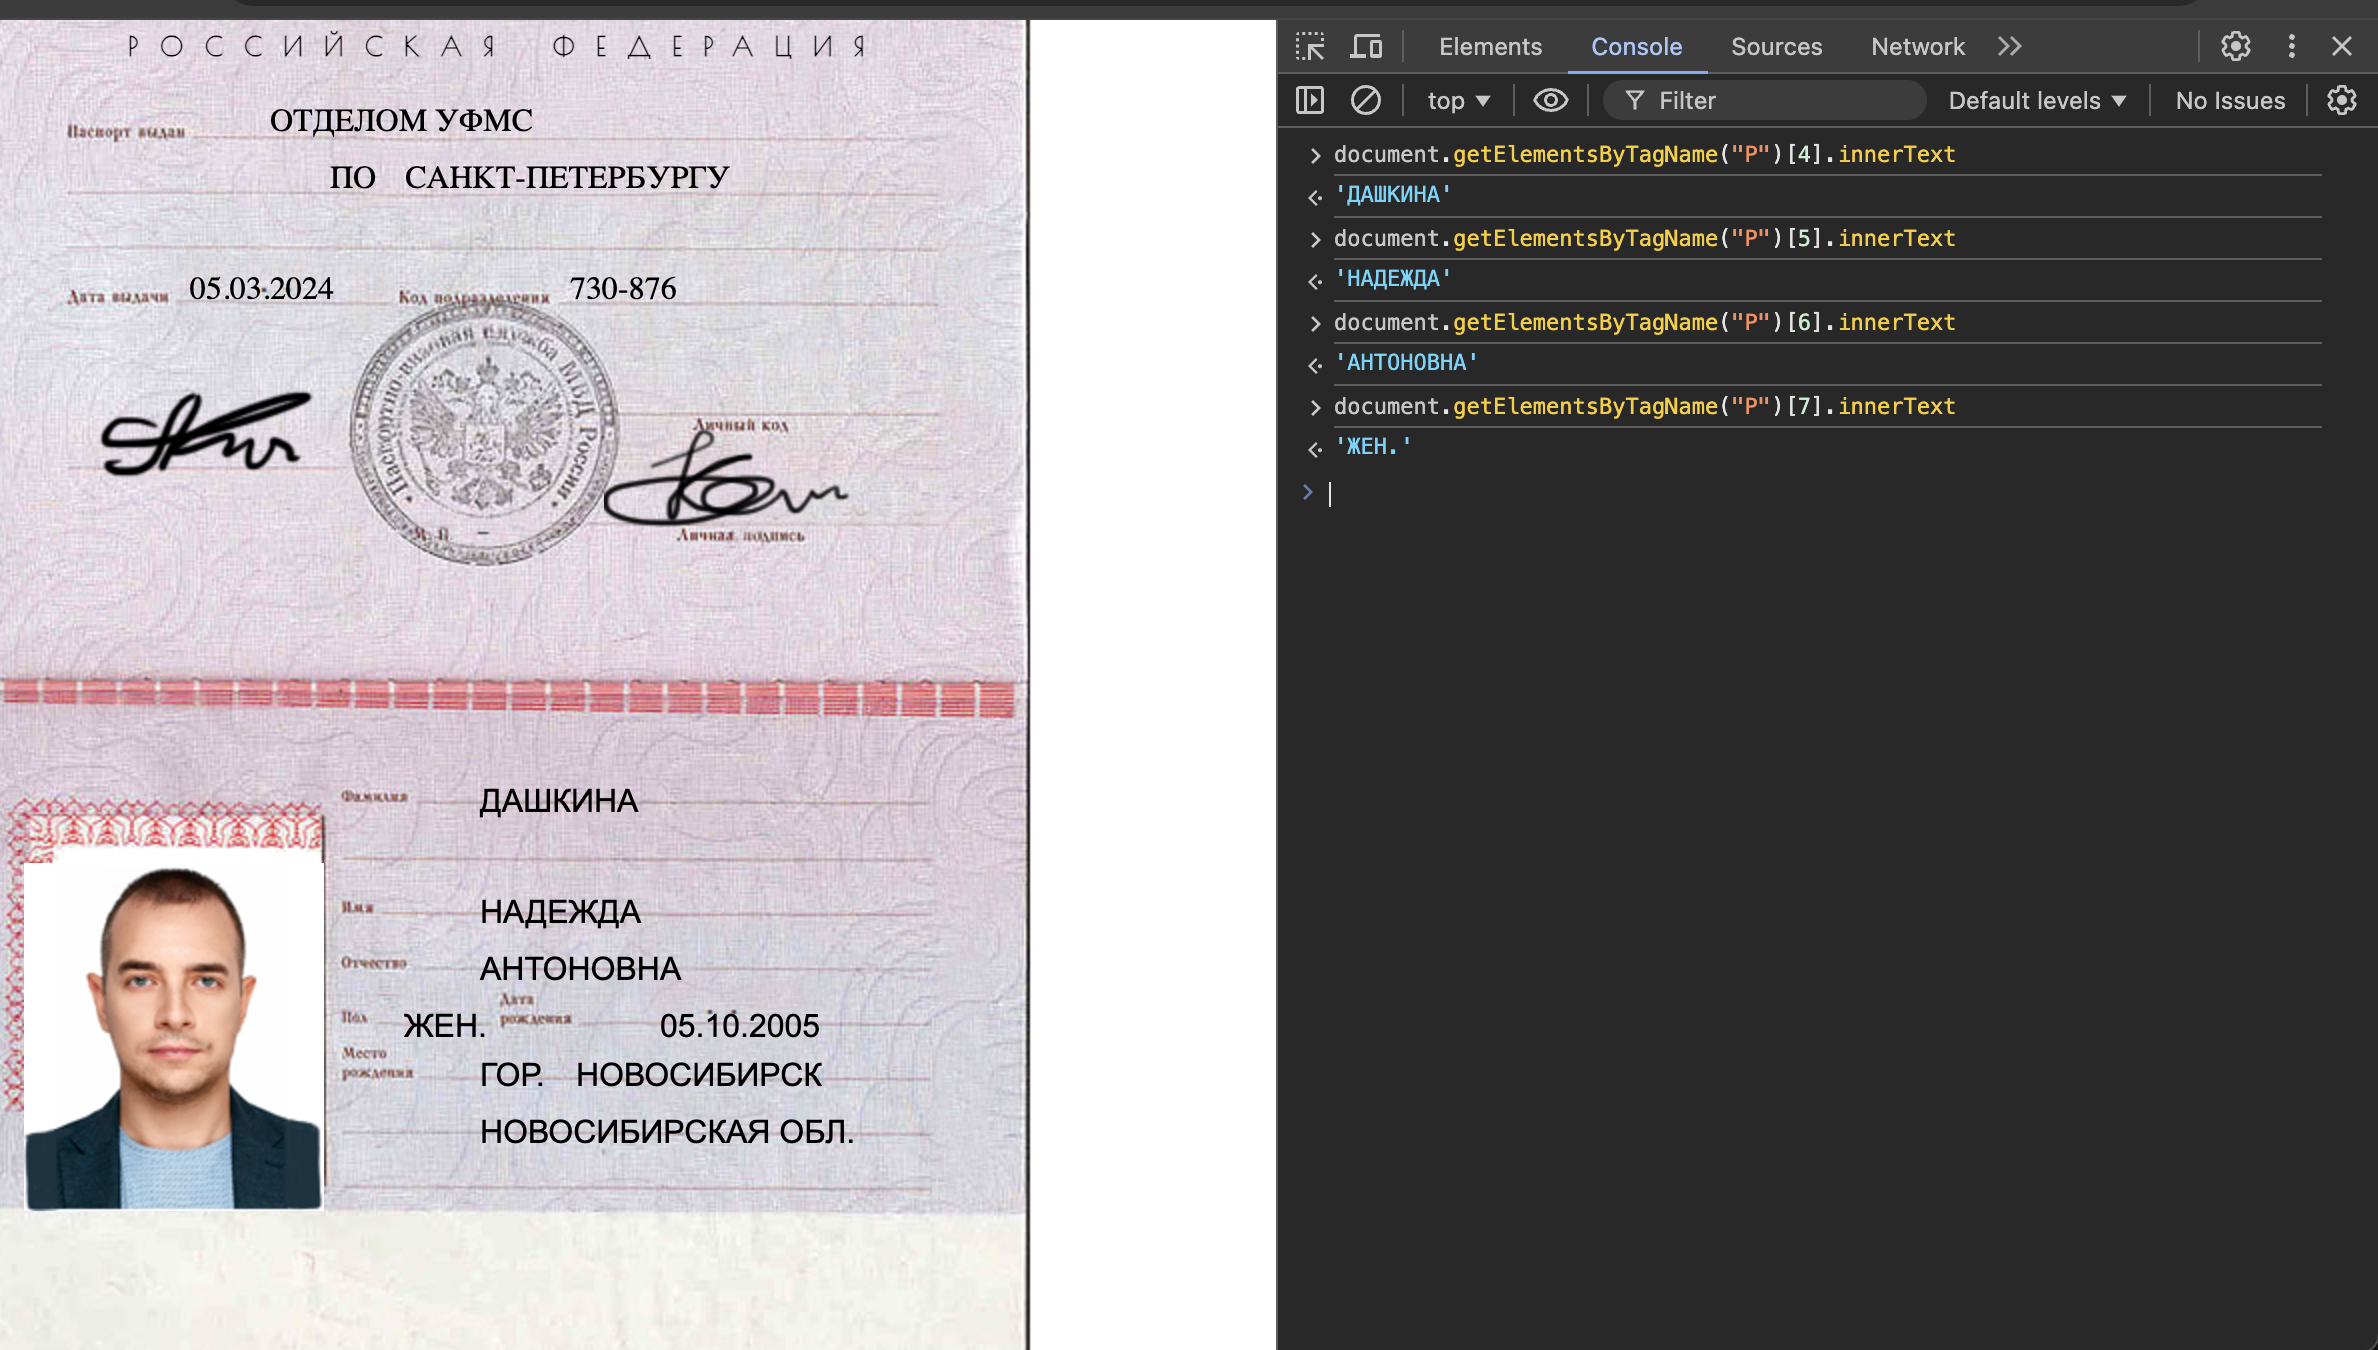 РОССИЙСКАЯ ФЕДЕРАЦИЯ
Паспорт выдан ОТДЕЛОМ УФМС
ПО САНКТ-ПЕТЕРБУРГУ
Дата выдачи 05.03.2024 Код подразделения 730-876
Паспортно-визовая служба МВД России
Личный код
М.П.
Личная подпись
Фамилия ДАШКИНА
Имя НАДЕЖДА
Отчество АНТОНОВНА
Пол ЖЕН. Дата рождения 05.10.2005
Место рождения ГОР. НОВОСИБИРСК
НОВОСИБИРСКАЯ ОБЛ.
Elements Console Sources Network
top Filter Default levels No Issues
document.getElementsByTagName("P")[4].innerText
'ДАШКИНА'
document.getElementsByTagName("P")[5].innerText
'НАДЕЖДА'
document.getElementsByTagName("P")[6].innerText
'АНТОНОВНА'
document.getElementsByTagName("P")[7].innerText
'ЖЕН.'